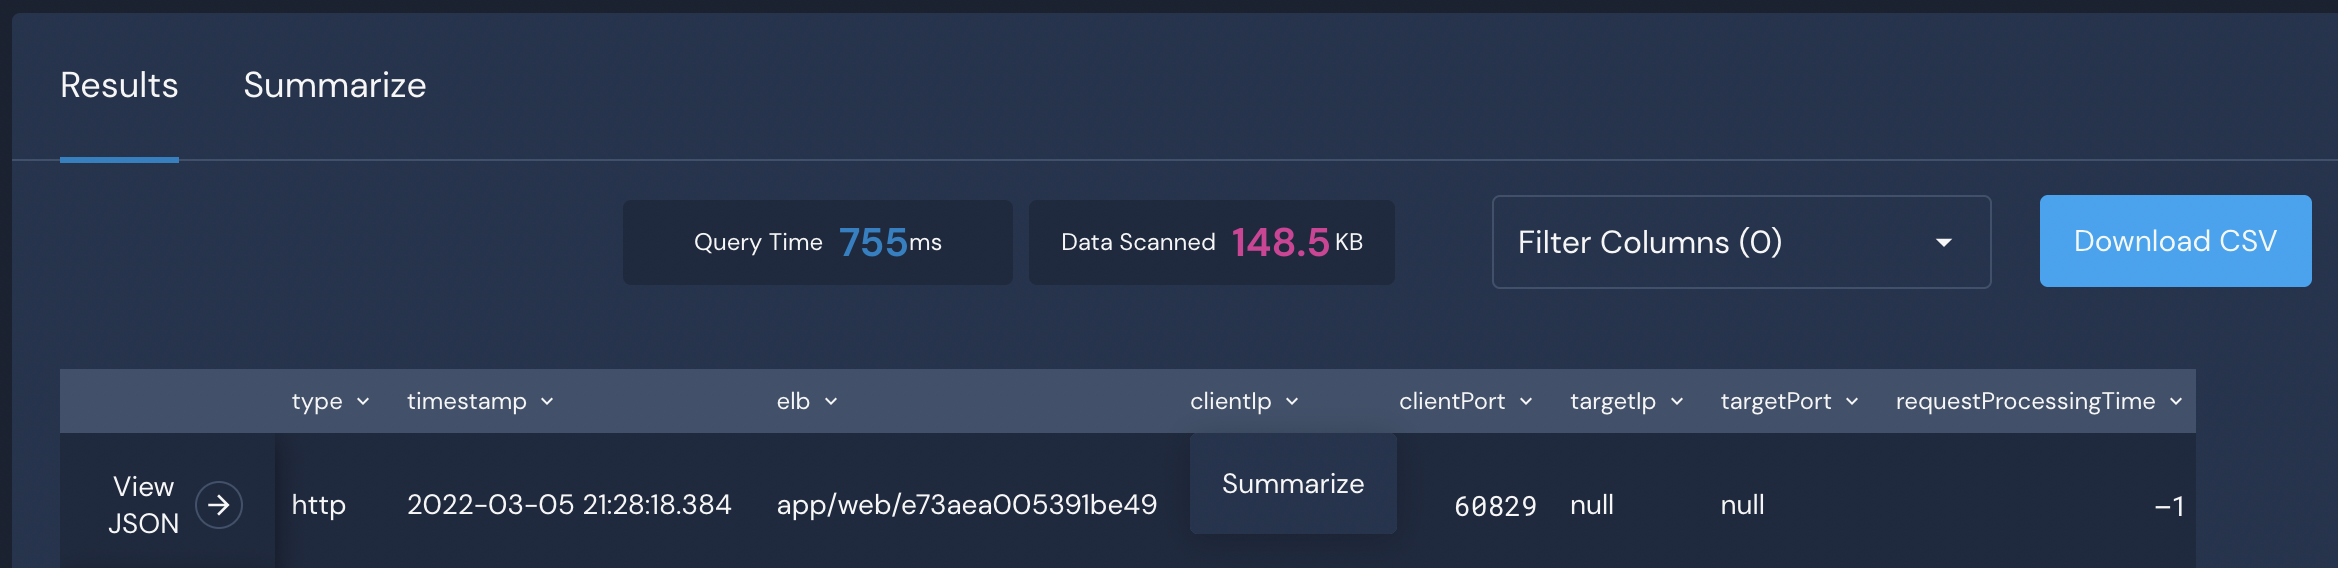 Results Summarize
Query Time 755ms Data Scanned 148.5 KB Filter Columns (0) Download CSV
type timestamp elb clientIp clientPort targetIp targetPort requestProcessingTime
View JSON http 2022-03-05 21:28:18.384 app/web/e73aea005391be49 Summarize 60829 null null -1